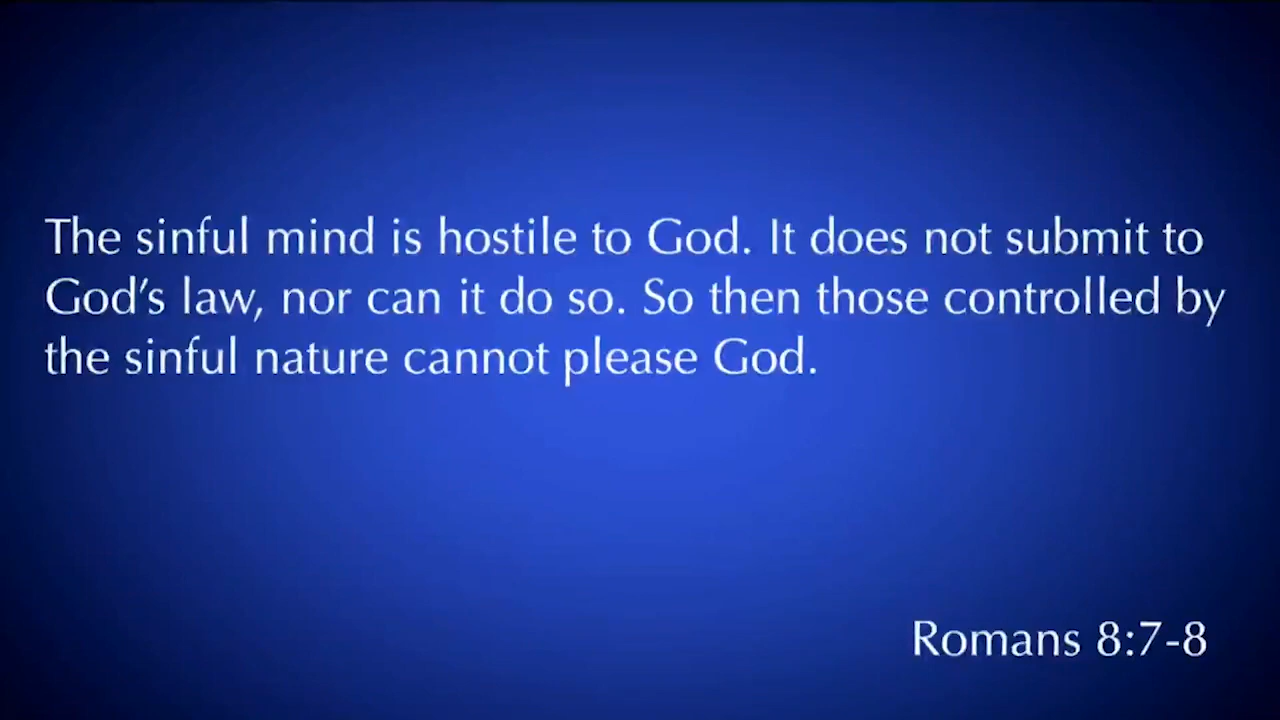 The sinful mind is hostile to God. It does not submit to
God’s law, nor can it do so. So then those controlled by
the sinful nature cannot please God.
Romans 8:7-8